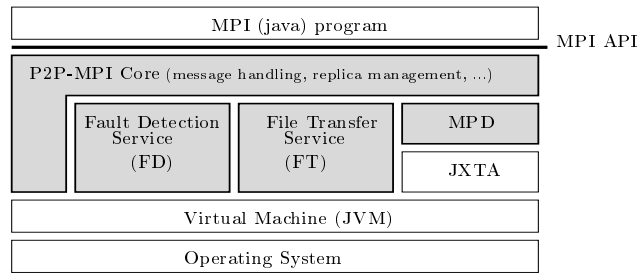 MPI (java) program
MPI API
P2P-MPI Core (message handling, replica management, ...)
Fault Detection
Service
(FD)
File Transfer
Service
(FT)
MPD
JXTA
Virtual Machine (JVM)
Operating System